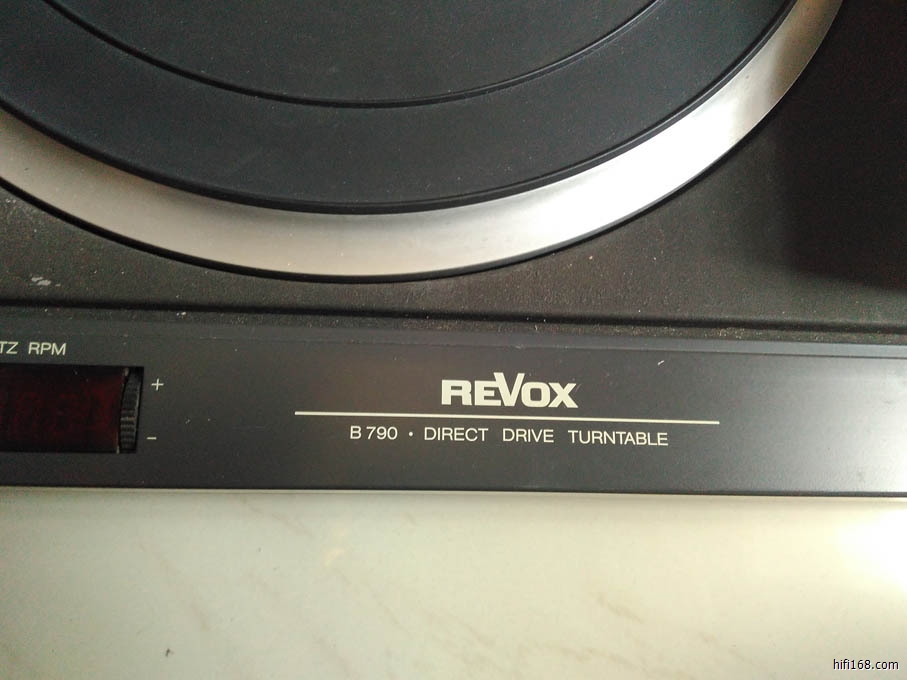 TZ RPM
+
−
REVOX
B 790 • DIRECT DRIVE TURNTABLE
hifi168.com